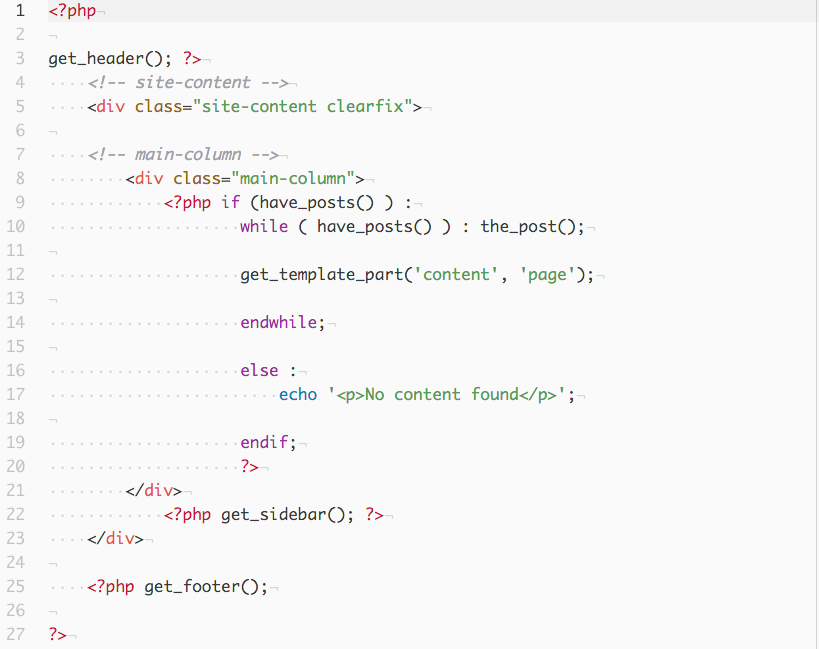 1 <?php
2
3 get_header(); ?>
4     <!-- site-content -->
5     <div class="site-content clearfix">
6
7     <!-- main-column -->
8         <div class="main-column">
9             <?php if (have_posts() ) :
10                     while ( have_posts() ) : the_post();
11
12                     get_template_part('content', 'page');
13
14                     endwhile;
15
16                     else :
17                         echo '<p>No content found</p>';
18
19                     endif;
20                     ?>
21         </div>
22             <?php get_sidebar(); ?>
23     </div>
24
25     <?php get_footer();
26
27 ?>